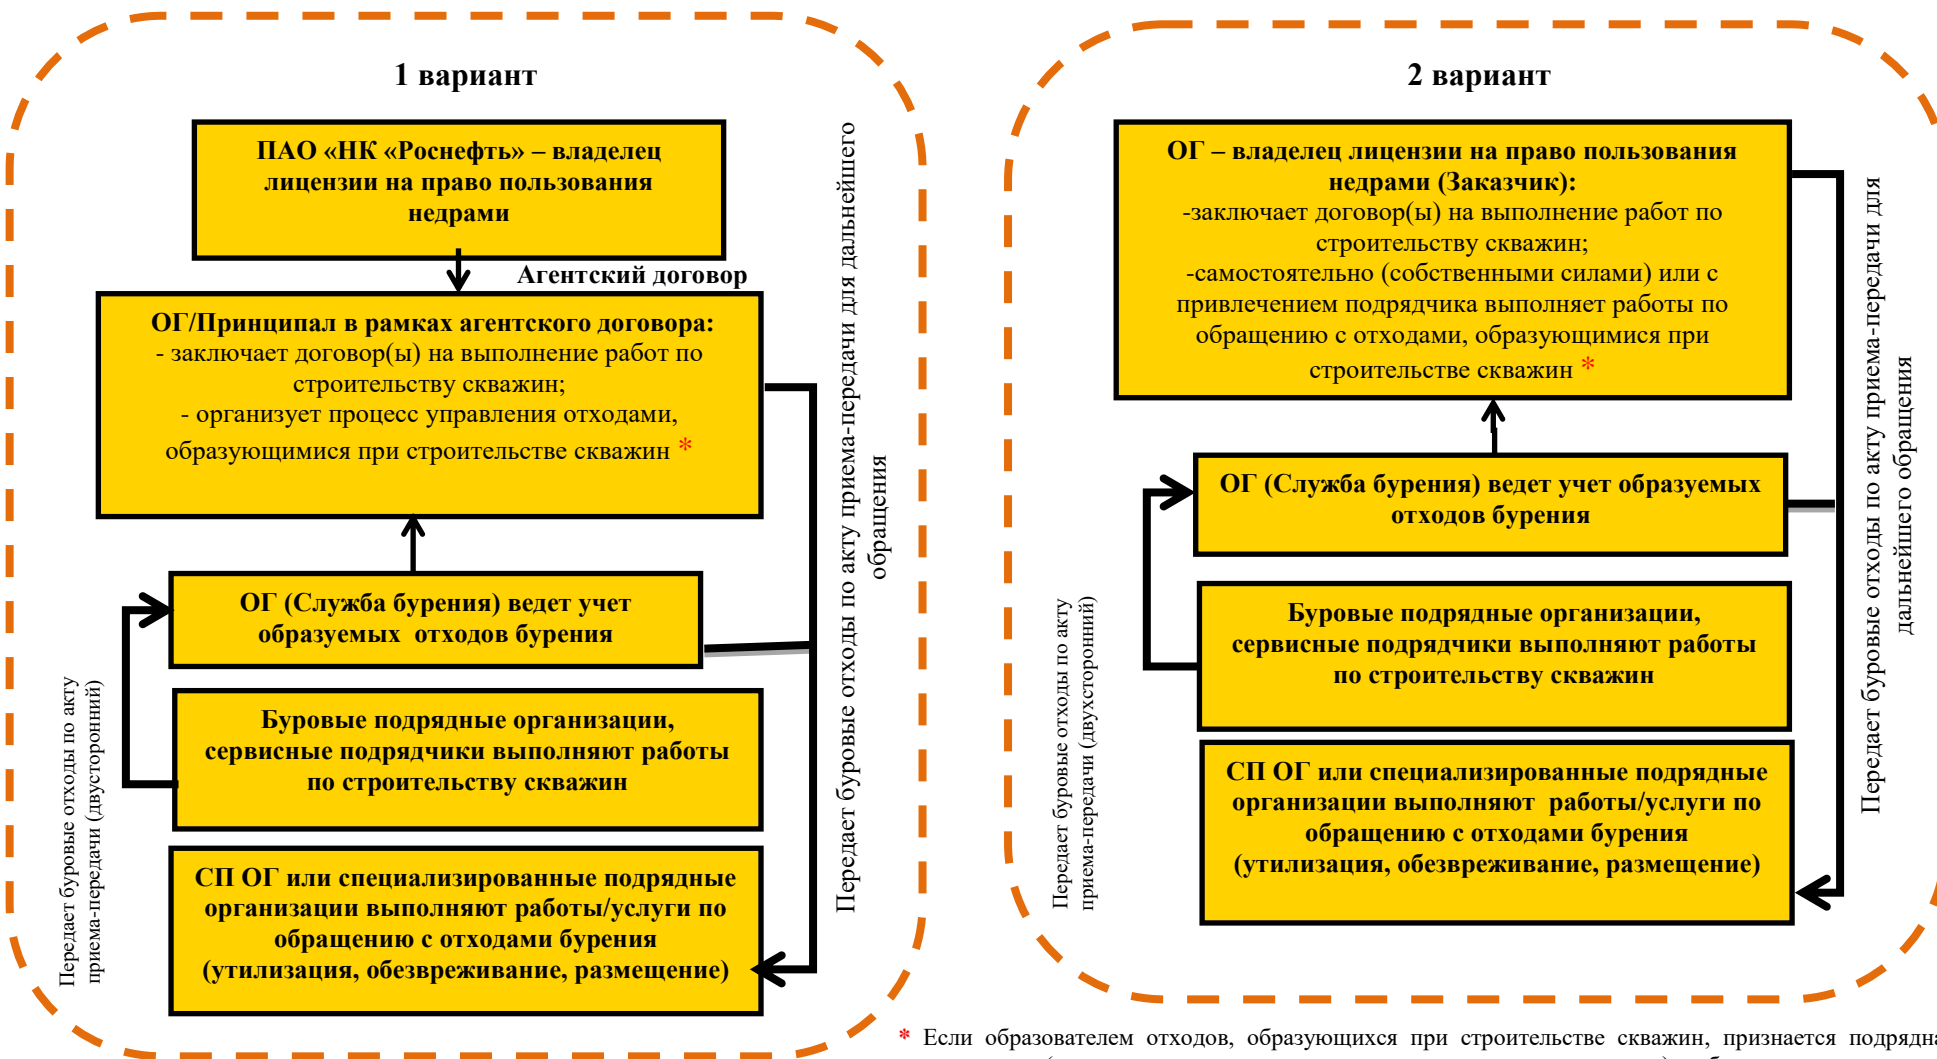 1 вариант
ПАО «НК «Роснефть» – владелец
лицензии на право пользования
недрами
Агентский договор
ОГ/Принципал в рамках агентского договора:
- заключает договор(ы) на выполнение работ по
строительству скважин;
- организует процесс управления отходами,
образующимися при строительстве скважин *
ОГ (Служба бурения) ведет учет
образуемых отходов бурения
Буровые подрядные организации,
сервисные подрядчики выполняют работы
по строительству скважин
СП ОГ или специализированные подрядные
организации выполняют работы/услуги по
обращению с отходами бурения
(утилизация, обезвреживание, размещение)
Передает буровые отходы по акту
приема-передачи (двусторонний)
Передает буровые отходы по акту приема-передачи для дальнейшего
обращения
2 вариант
ОГ – владелец лицензии на право пользования
недрами (Заказчик):
-заключает договор(ы) на выполнение работ по
строительству скважин;
-самостоятельно (собственными силами) или с
привлечением подрядчика выполняет работы по
обращению с отходами, образующимися при
строительстве скважин *
ОГ (Служба бурения) ведет учет образуемых
отходов бурения
Буровые подрядные организации,
сервисные подрядчики выполняют работы
по строительству скважин
СП ОГ или специализированные подрядные
организации выполняют работы/услуги по
обращению с отходами бурения
(утилизация, обезвреживание, размещение)
Передает буровые отходы по акту
приема-передачи (двухсторонний)
Передает буровые отходы по акту приема-передачи для
дальнейшего обращения
* Если образователем отходов, образующихся при строительстве скважин, признается подрядна